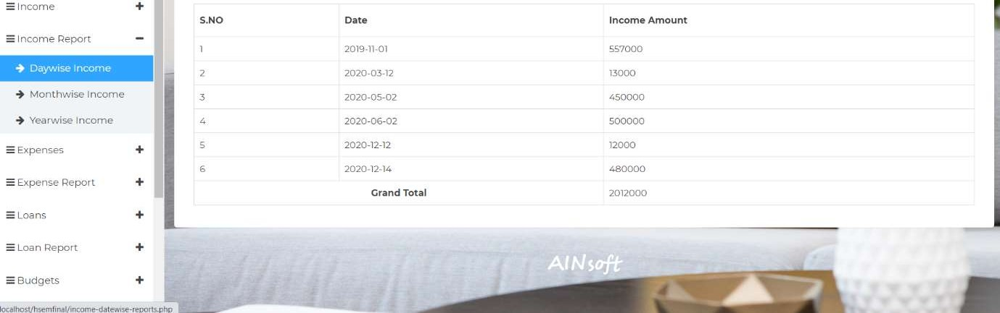 Income
Income Report
Daywise Income
Monthwise Income
Yearwise Income
Expenses
Expense Report
Loans
Loan Report
Budgets
localhost/hsemfinal/income-datewise-reports.php
S.NO Date Income Amount
1 2019-11-01 557000
2 2020-03-12 13000
3 2020-05-02 450000
4 2020-06-02 500000
5 2020-12-12 12000
6 2020-12-14 480000
Grand Total 2012000
AINsoft